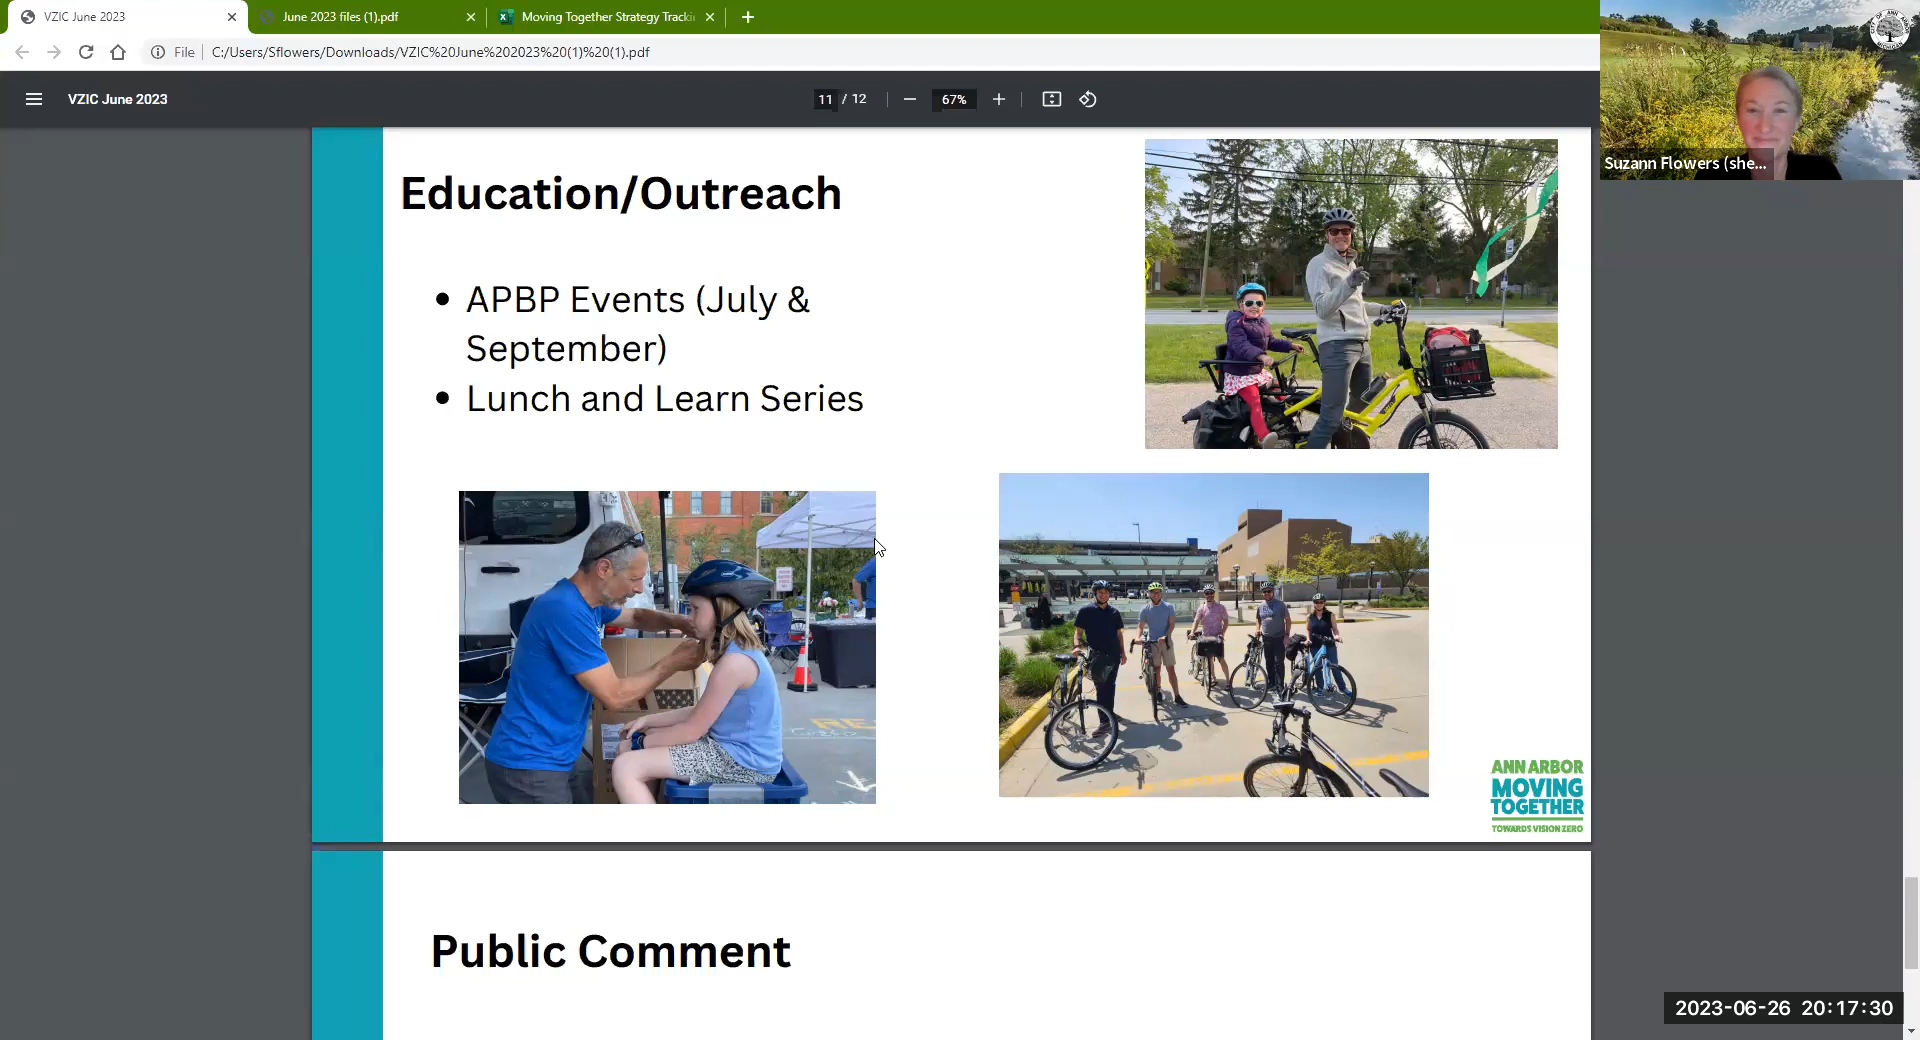 VZIC June 2023
June 2023 files (1).pdf
Moving Together Strategy Tracki
File
C:/Users/Sflowers/Downloads/VZIC%20June%202023%20(1)%20(1).pdf
VZIC June 2023
11 / 12
67%
Suzann Flowers (she...
Education/Outreach
• APBP Events (July &
September)
• Lunch and Learn Series
ANN ARBOR
MOVING
TOGETHER
TOWARDS VISION ZERO
Public Comment
2023-06-26 20:17:30